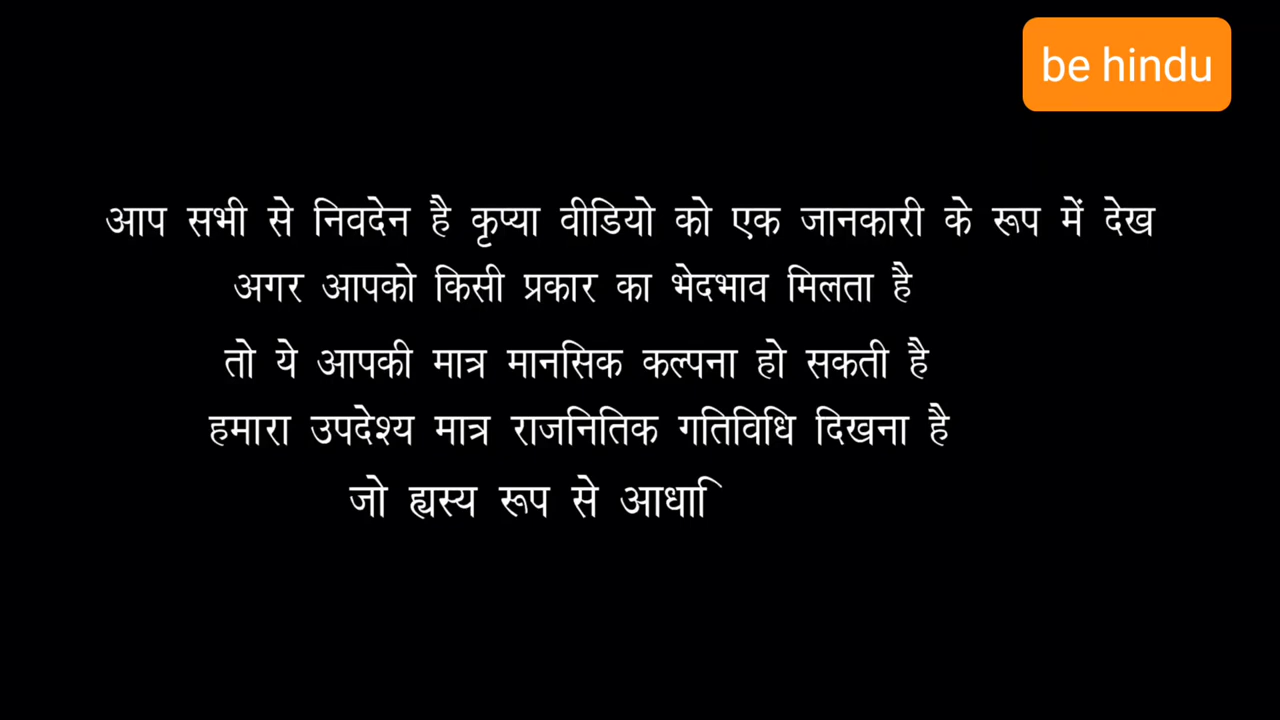 be hindu
आप सभी से निवदेन है कृप्या वीडियो को एक जानकारी के रूप में देख
अगर आपको किसी प्रकार का भेदभाव मिलता है
तो ये आपकी मात्र मानसिक कल्पना हो सकती है
हमारा उपदेश्य मात्र राजनितिक गतिविधि दिखना है
जो ह्यस्य रूप से आधाि